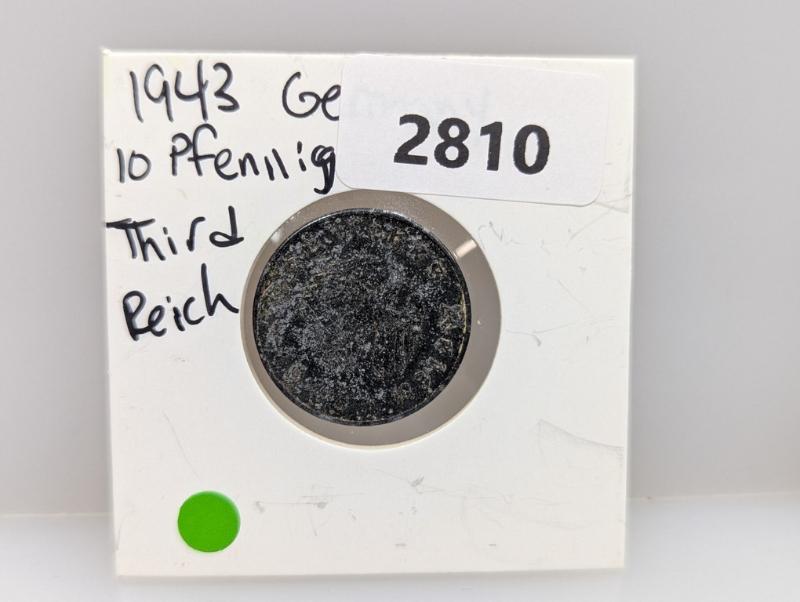 1943 Ge
2810
10 Pfennig
Third
Reich